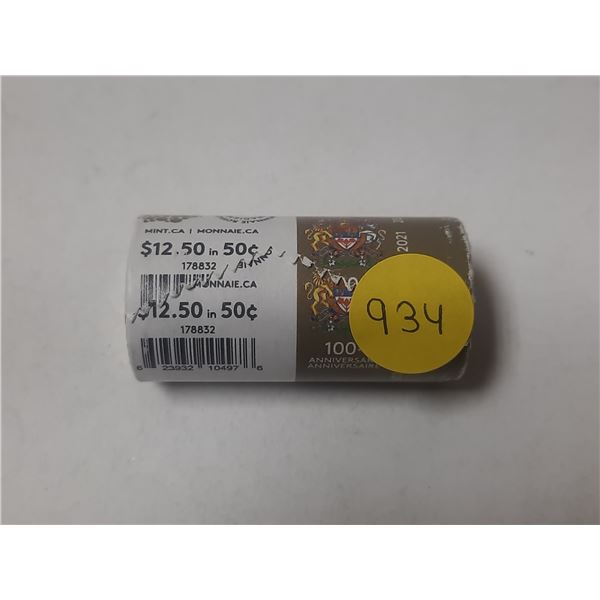 MINT.CA | MONNAIE.CA
$12.50 in 50¢
178832
MONNAIE.CA
$12.50 in 50¢
178832
6 23932 10497 6
2021
934
100
ANNIVERSAR
ANNIVERSAIRE